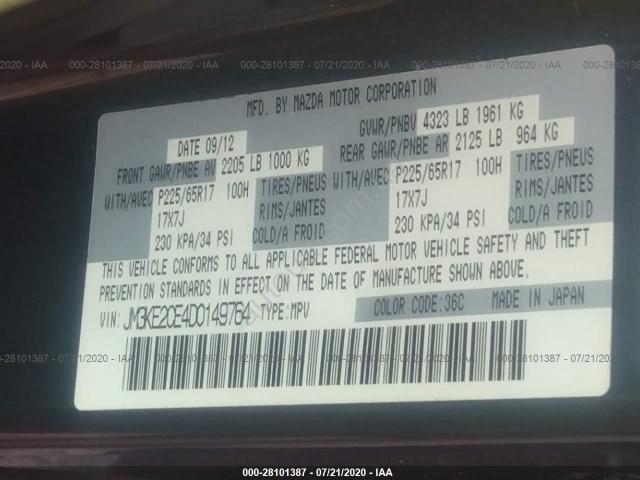 000-28101387 - 07/21/2020 - IAA
MFD. BY MAZDA MOTOR CORPORATION
DATE 09/12 GVWR/PNBV 4323 LB 1961 KG
FRONT GAWR/PNBE AV 2205 LB 1000 KG REAR GAWR/PNBE AR 2125 LB 964 KG
WITH/AVEC P225/65R17 100H TIRES/PNEUS WITH/AVEC P225/65R17 100H TIRES/PNEUS
17X7J RIMS/JANTES 17X7J RIMS/JANTES
230 KPA/34 PSI COLD/A FROID 230 KPA/34 PSI COLD/A FROID
THIS VEHICLE CONFORMS TO ALL APPLICABLE FEDERAL MOTOR VEHICLE SAFETY AND THEFT
PREVENTION STANDARDS IN EFFECT ON THE DATE OF MANUFACTURE SHOWN ABOVE.
VIN: JM3KE2CE4D0149764 TYPE: MPV COLOR CODE: 36C MADE IN JAPAN
000-28101387 - 07/21/2020 - IAA